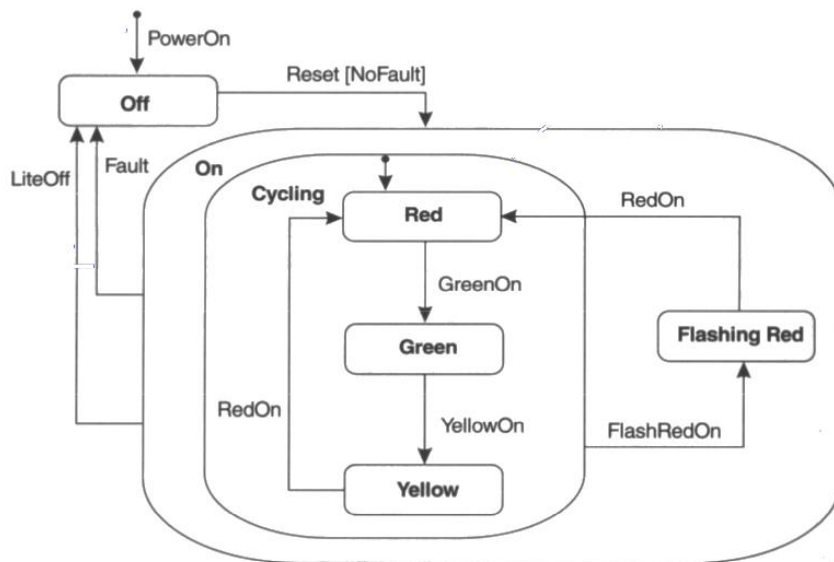 PowerOn
Reset [NoFault]
Off
LiteOff
Fault
On
Cycling
Red
RedOn
GreenOn
Flashing Red
Green
RedOn
YellowOn
FlashRedOn
Yellow